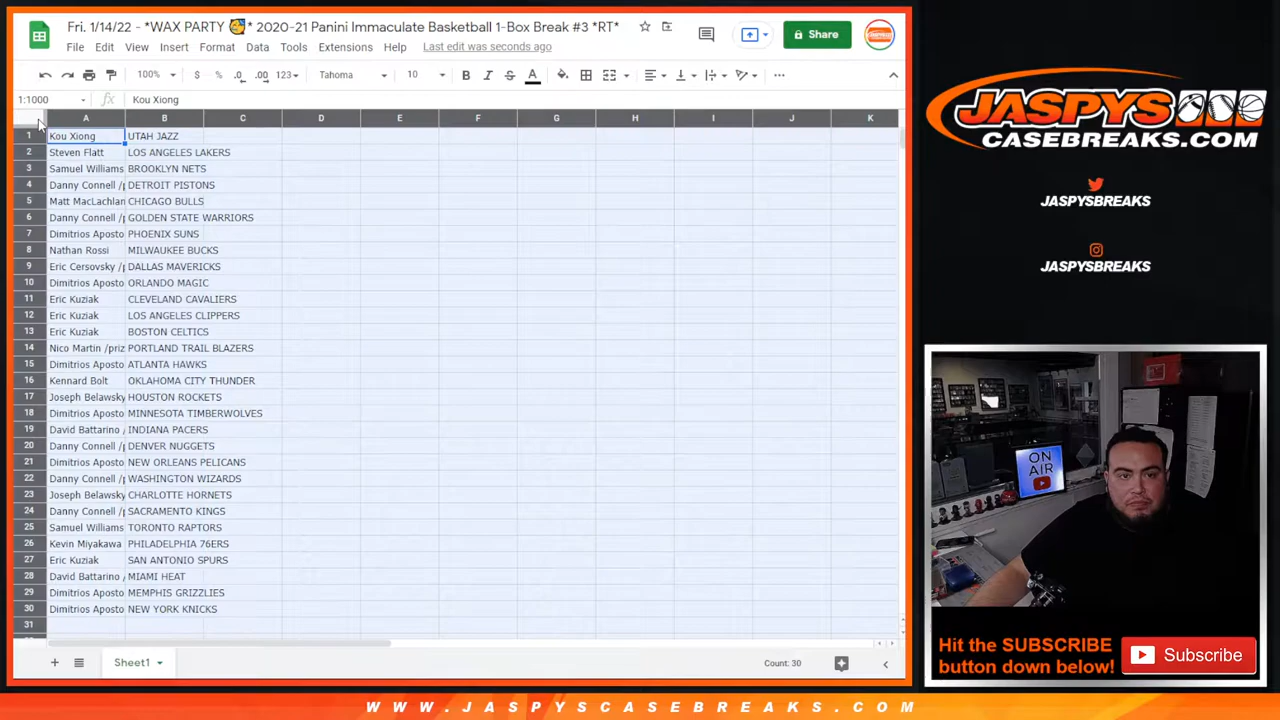 Fri. 1/14/22 - *WAX PARTY 🥳* 2020-21 Panini Immaculate Basketball 1-Box Break #3 *RT*
File Edit View Insert Format Data Tools Extensions Help Last edit was seconds ago
Share
100% $ % .0 .00 123 Tahoma 10 B I S A
1:1000 fx Kou Xiong
A B C D E F G H I J K
1 Kou Xiong UTAH JAZZ
2 Steven Flatt LOS ANGELES LAKERS
3 Samuel Williams BROOKLYN NETS
4 Danny Connell /p DETROIT PISTONS
5 Matt MacLachlan CHICAGO BULLS
6 Danny Connell /p GOLDEN STATE WARRIORS
7 Dimitrios Aposto PHOENIX SUNS
8 Nathan Rossi MILWAUKEE BUCKS
9 Eric Cersovsky /p DALLAS MAVERICKS
10 Dimitrios Aposto ORLANDO MAGIC
11 Eric Kuziak CLEVELAND CAVALIERS
12 Eric Kuziak LOS ANGELES CLIPPERS
13 Eric Kuziak BOSTON CELTICS
14 Nico Martin /priz PORTLAND TRAIL BLAZERS
15 Dimitrios Aposto ATLANTA HAWKS
16 Kennard Bolt OKLAHOMA CITY THUNDER
17 Joseph Belawsky HOUSTON ROCKETS
18 Dimitrios Aposto MINNESOTA TIMBERWOLVES
19 David Battarino / INDIANA PACERS
20 Danny Connell /p DENVER NUGGETS
21 Dimitrios Aposto NEW ORLEANS PELICANS
22 Danny Connell /p WASHINGTON WIZARDS
23 Joseph Belawsky CHARLOTTE HORNETS
24 Danny Connell /p SACRAMENTO KINGS
25 Samuel Williams TORONTO RAPTORS
26 Kevin Miyakawa PHILADELPHIA 76ERS
27 Eric Kuziak SAN ANTONIO SPURS
28 David Battarino / MIAMI HEAT
29 Dimitrios Aposto MEMPHIS GRIZZLIES
30 Dimitrios Aposto NEW YORK KNICKS
31
Sheet1
Count: 30
JASPYS
CASEBREAKS.COM
JASPYSBREAKS
JASPYSBREAKS
ON
AIR
Hit the SUBSCRIBE
button down below!
Subscribe
WWW.JASPYSCASEBREAKS.COM